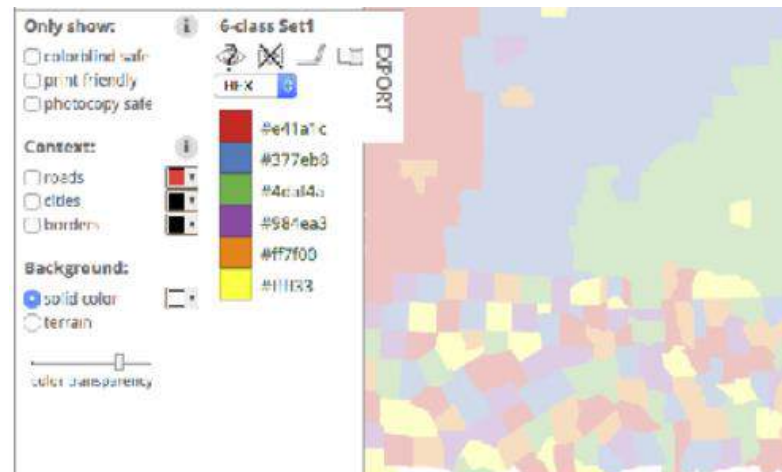 Only show:
colorblind safe
print friendly
photocopy safe
Context:
roads
cities
borders
Background:
solid color
terrain
color transparency
6-class Set1
HEX
#e41a1c
#377eb8
#4daf4a
#984ea3
#ff7f00
#ffff33
EXPORT